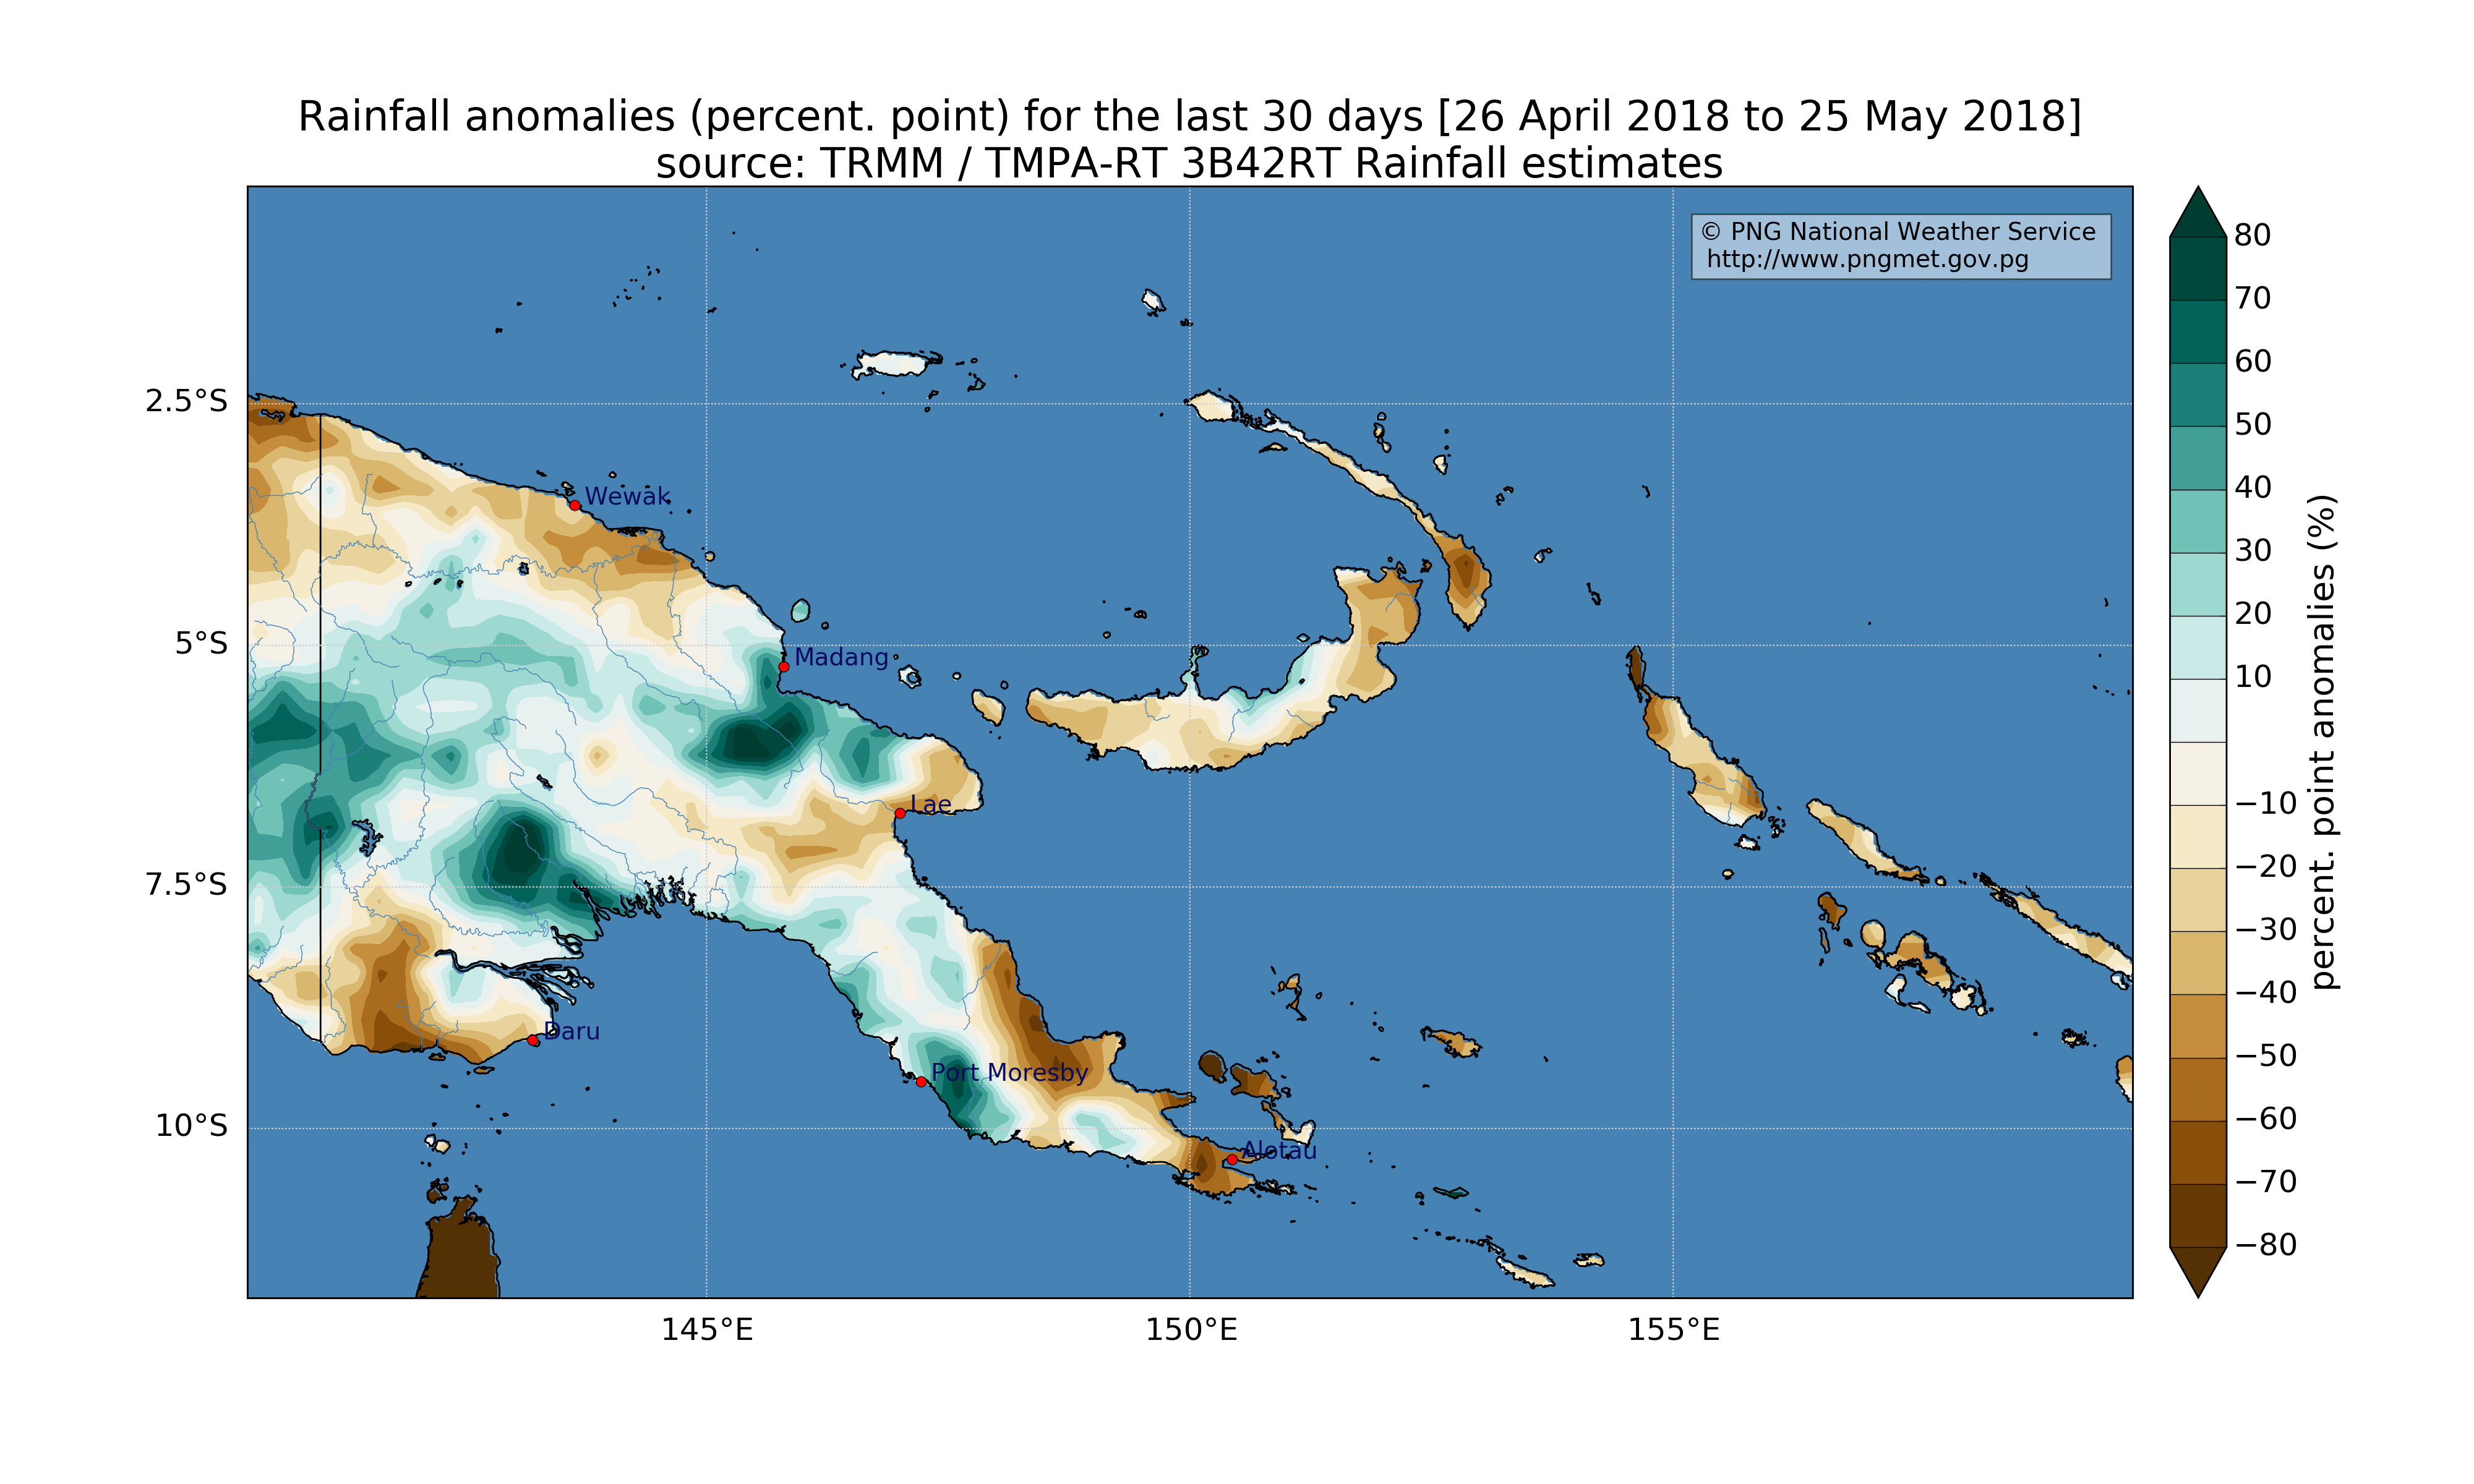 Rainfall anomalies (percent. point) for the last 30 days [26 April 2018 to 25 May 2018]
source: TRMM / TMPA-RT 3B42RT Rainfall estimates
© PNG National Weather Service
http://www.pngmet.gov.pg
2.5°S
5°S
7.5°S
10°S
145°E
150°E
155°E
Wewak
Madang
Lae
Daru
Port Moresby
Alotau
80
70
60
50
40
30
20
10
−10
−20
−30
−40
−50
−60
−70
−80
percent. point anomalies (%)